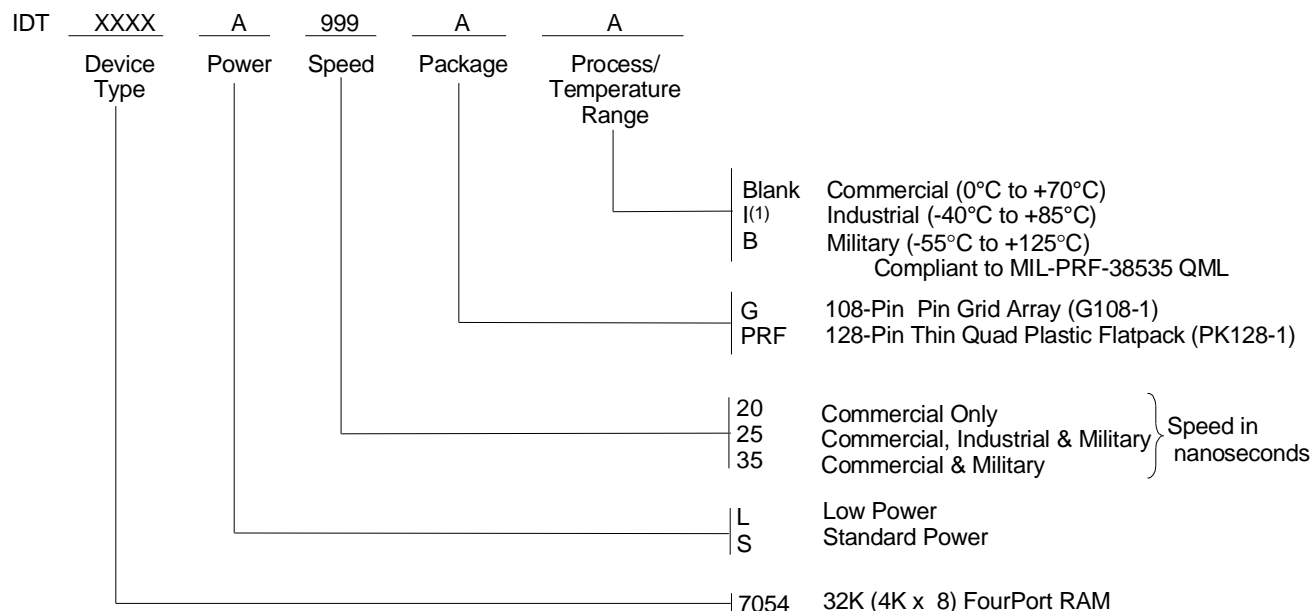 IDT XXXX A 999 A A
Device Type Power Speed Package Process/ Temperature Range
Blank Commercial (0°C to +70°C)
I(1) Industrial (-40°C to +85°C)
B Military (-55°C to +125°C)
Compliant to MIL-PRF-38535 QML
G 108-Pin Pin Grid Array (G108-1)
PRF 128-Pin Thin Quad Plastic Flatpack (PK128-1)
20 Commercial Only
25 Commercial, Industrial & Military
35 Commercial & Military
Speed in
nanoseconds
L Low Power
S Standard Power
7054 32K (4K x 8) FourPort RAM